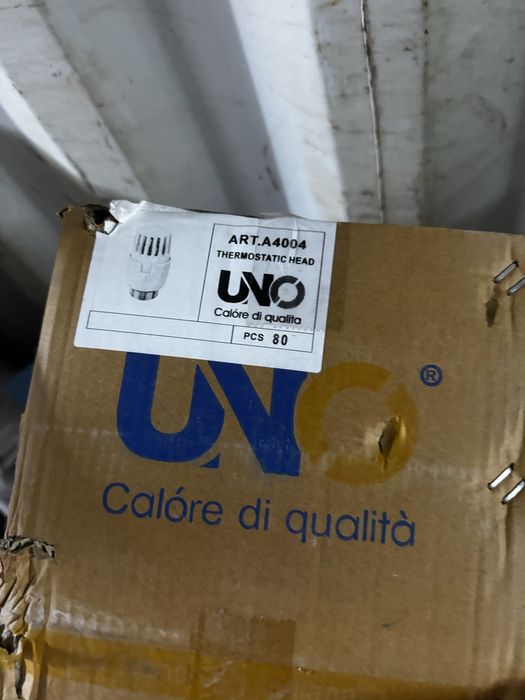 ART.A4004
THERMOSTATIC HEAD
UNO
Calóre di qualita
PCS 80
UNO®
Calóre di qualità